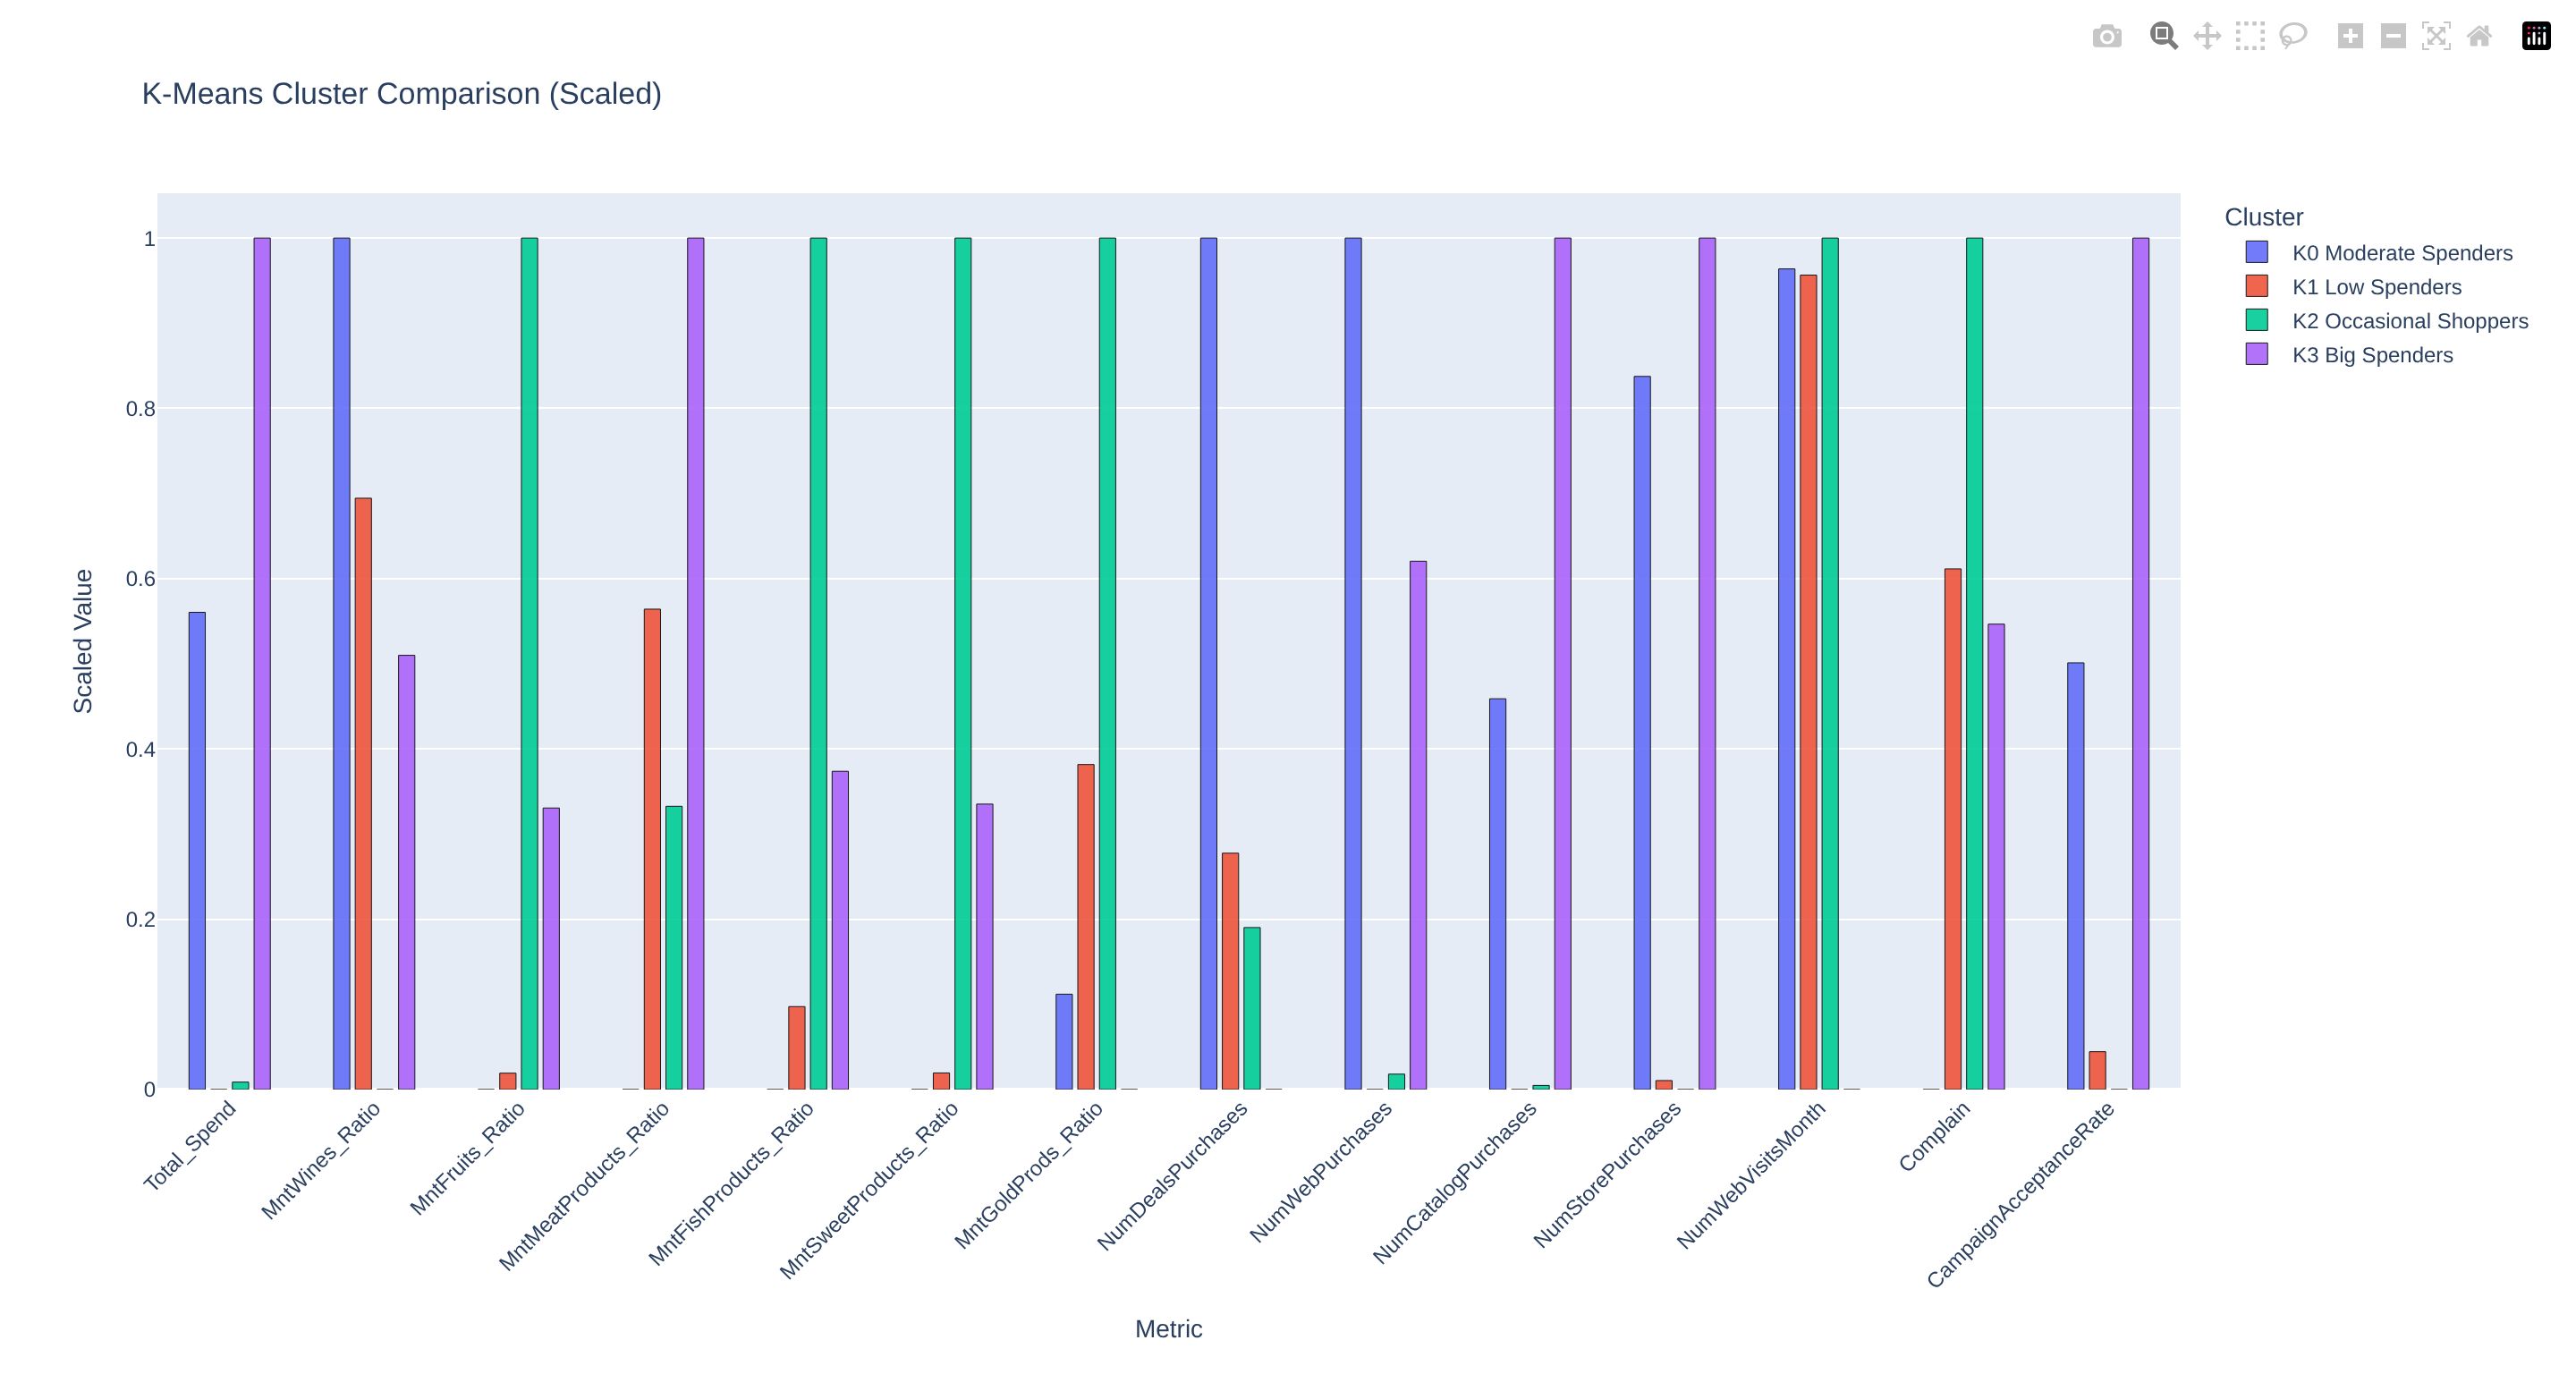 K-Means Cluster Comparison (Scaled)
Cluster
K0 Moderate Spenders
K1 Low Spenders
K2 Occasional Shoppers
K3 Big Spenders
Scaled Value
1
0.8
0.6
0.4
0.2
0
Total_Spend
MntWines_Ratio
MntFruits_Ratio
MntMeatProducts_Ratio
MntFishProducts_Ratio
MntSweetProducts_Ratio
MntGoldProds_Ratio
NumDealsPurchases
NumWebPurchases
NumCatalogPurchases
NumStorePurchases
NumWebVisitsMonth
Complain
CampaignAcceptanceRate
Metric